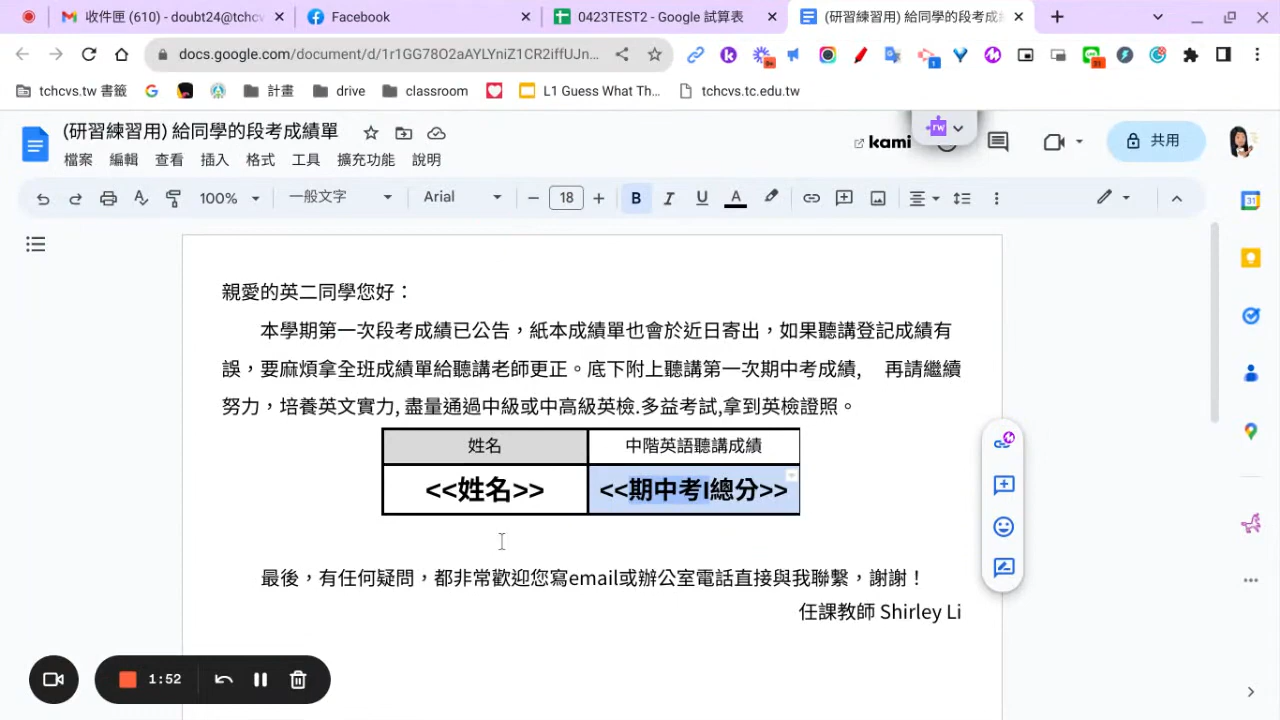 收件匣 (610) - doubt24@tchcv
Facebook
0423TEST2 - Google 試算表
(研習練習用) 給同學的段考成績
docs.google.com/document/d/1r1GG78O2aAYLYniZ1CR2iffUJn...
tchcvs.tw 書籤
計畫
drive
classroom
L1 Guess What Th...
tchcvs.tc.edu.tw
(研習練習用) 給同學的段考成績單
kami
rw
共用
檔案 編輯 查看 插入 格式 工具 擴充功能 說明
100% 一般文字 Arial 18 B I U A
親愛的英二同學您好：
本學期第一次段考成績已公告，紙本成績單也會於近日寄出，如果聽講登記成績有
誤，要麻煩拿全班成績單給聽講老師更正。底下附上聽講第一次期中考成績, 再請繼續
努力，培養英文實力, 盡量通過中級或中高級英檢.多益考試,拿到英檢證照。
姓名 中階英語聽講成績
<<姓名>> <<期中考I總分>>
最後，有任何疑問，都非常歡迎您寫email或辦公室電話直接與我聯繫，謝謝！
任課教師 Shirley Li
1:52
31